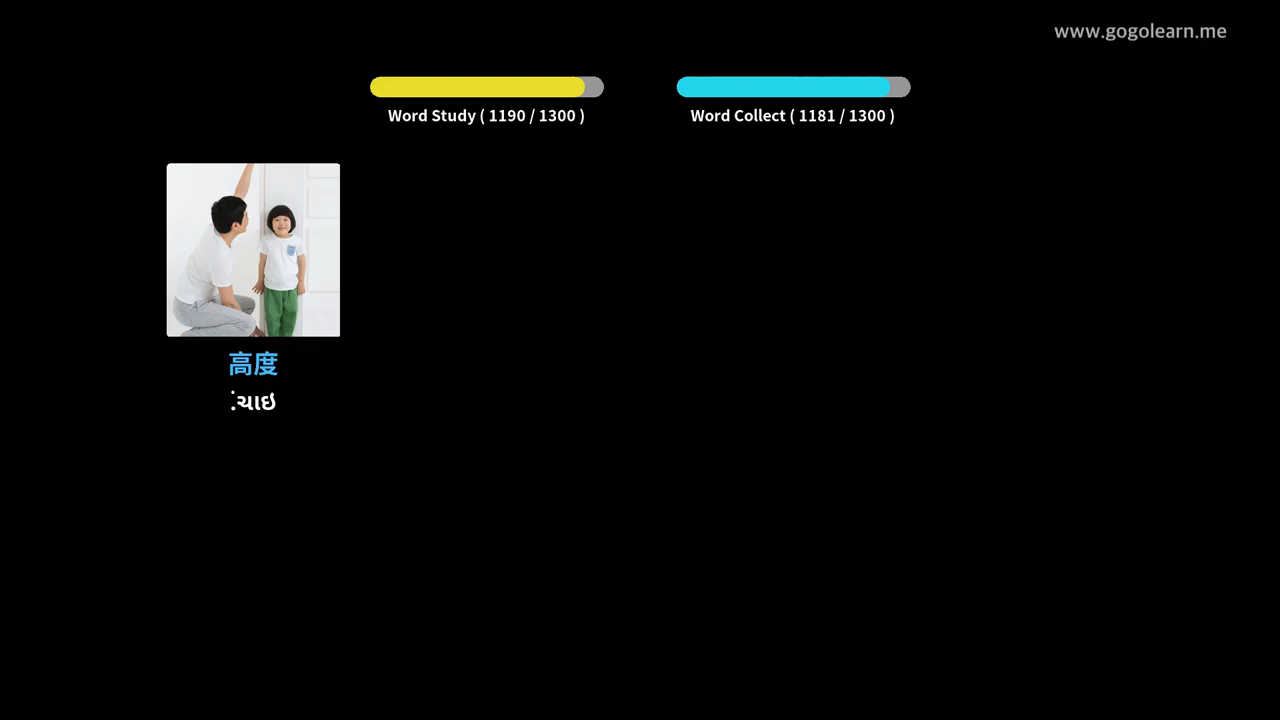 www.gogolearn.me
Word Study ( 1190 / 1300 )
Word Collect ( 1181 / 1300 )
高度
ંચાઇ